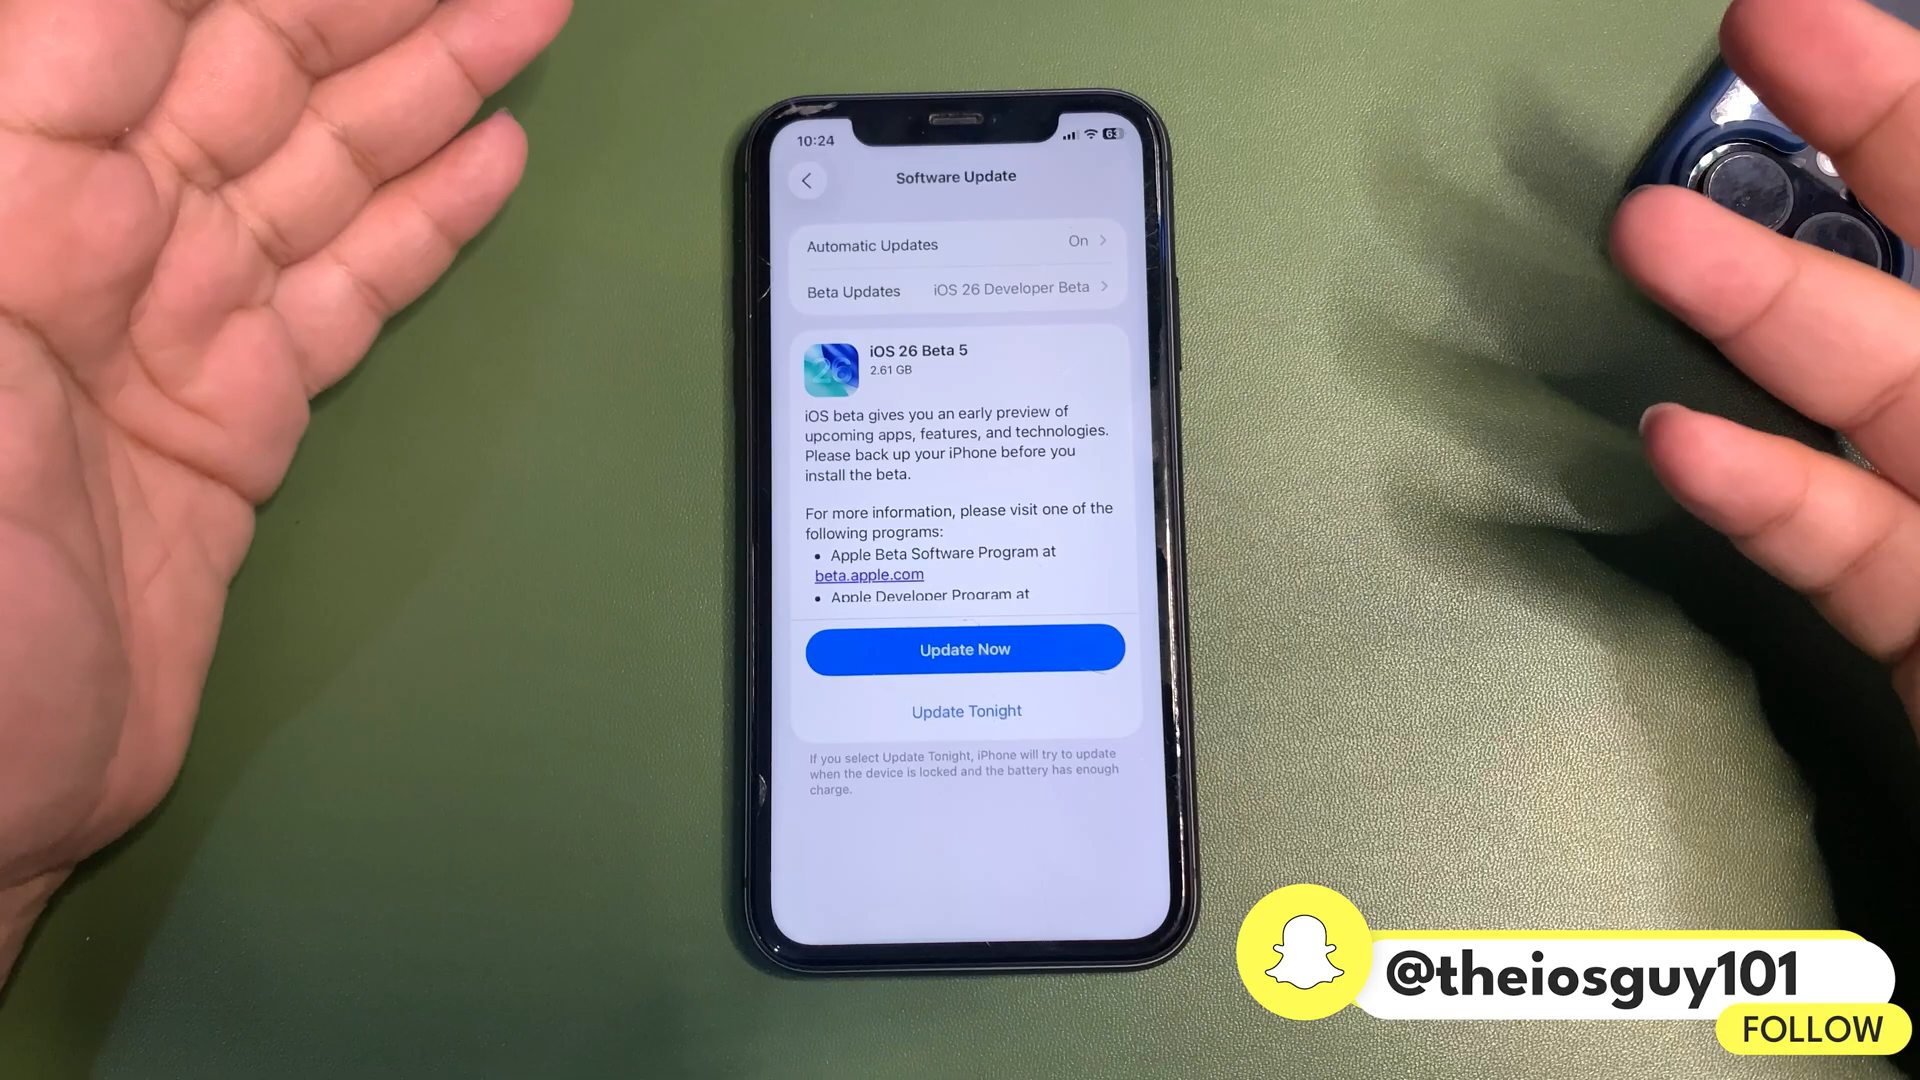 10:24
63
Software Update
Automatic Updates On
Beta Updates iOS 26 Developer Beta
26
iOS 26 Beta 5
2.61 GB
iOS beta gives you an early preview of
upcoming apps, features, and technologies.
Please back up your iPhone before you
install the beta.
For more information, please visit one of the
following programs:
• Apple Beta Software Program at
beta.apple.com
• Apple Developer Program at
Update Now
Update Tonight
If you select Update Tonight, iPhone will try to update
when the device is locked and the battery has enough
charge.
@theiosguy101
FOLLOW